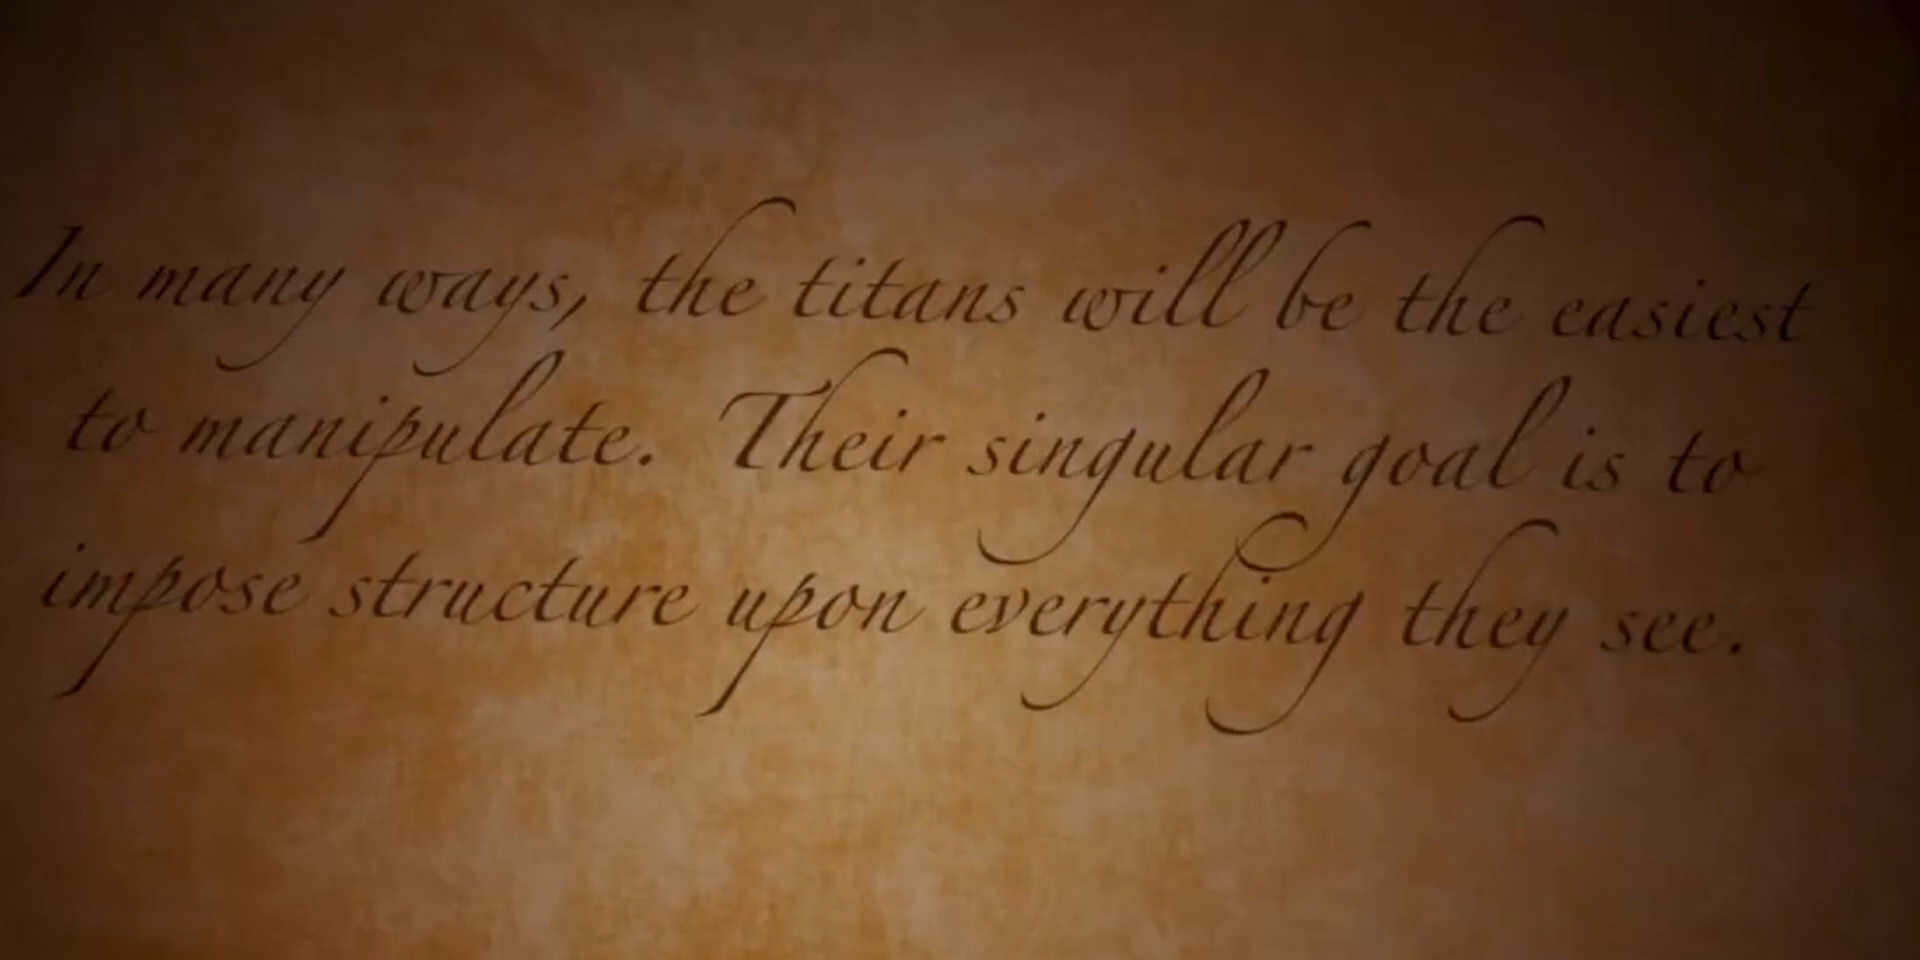 In many ways, the titans will be the easiest
to manipulate. Their singular goal is to
impose structure upon everything they see.